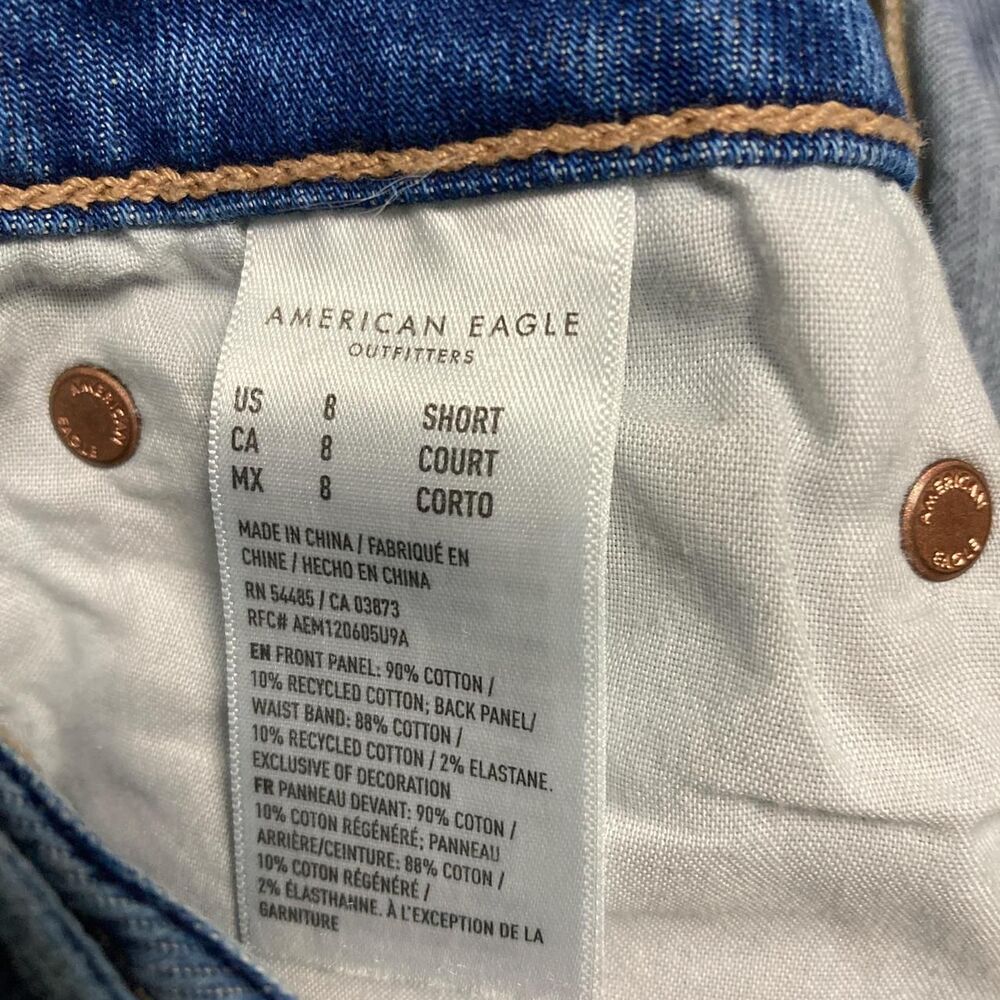 AMERICAN EAGLE
OUTFITTERS
US 8 SHORT
CA 8 COURT
MX 8 CORTO
MADE IN CHINA / FABRIQUÉ EN
CHINE / HECHO EN CHINA
RN 54485 / CA 03873
RFC# AEM120605U9A
EN FRONT PANEL: 90% COTTON /
10% RECYCLED COTTON; BACK PANEL/
WAIST BAND: 88% COTTON /
10% RECYCLED COTTON / 2% ELASTANE.
EXCLUSIVE OF DECORATION
FR PANNEAU DEVANT: 90% COTON /
10% COTON RÉGÉNÉRÉ; PANNEAU
ARRIÈRE/CEINTURE: 88% COTON /
10% COTON RÉGÉNÉRÉ /
2% ÉLASTHANNE. À L'EXCEPTION DE LA
GARNITURE
AMERICAN
EAGLE
AMERICAN
EAGLE